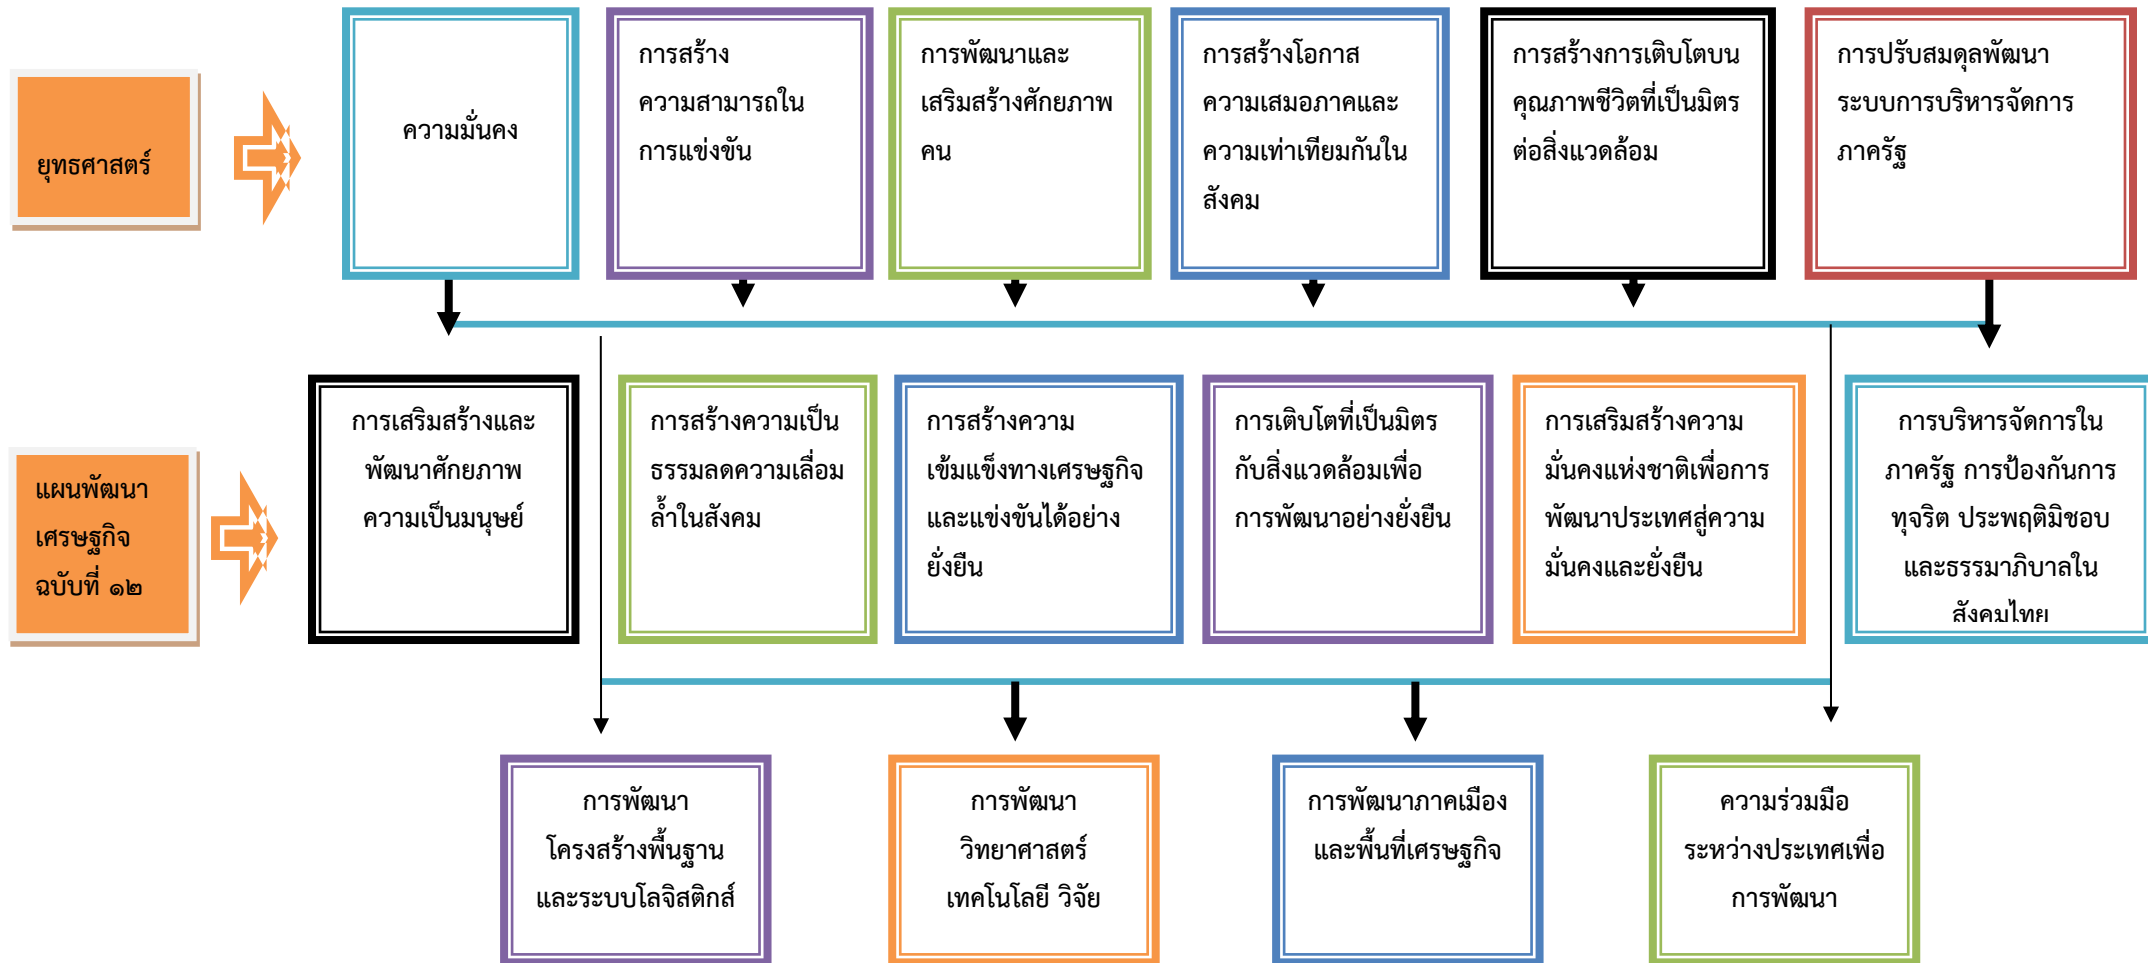 ยุทธศาสตร์
ความมั่นคง
การสร้าง
ความสามารถใน
การแข่งขัน
การพัฒนาและ
เสริมสร้างศักยภาพ
คน
การสร้างโอกาส
ความเสมอภาคและ
ความเท่าเทียมกันใน
สังคม
การสร้างการเติบโตบน
คุณภาพชีวิตที่เป็นมิตร
ต่อสิ่งแวดล้อม
การปรับสมดุลพัฒนา
ระบบการบริหารจัดการ
ภาครัฐ
แผนพัฒนา
เศรษฐกิจ
ฉบับที่ ๑๒
การเสริมสร้างและ
พัฒนาศักยภาพ
ความเป็นมนุษย์
การสร้างความเป็น
ธรรมลดความเลื่อม
ล้ำในสังคม
การสร้างความ
เข้มแข็งทางเศรษฐกิจ
และแข่งขันได้อย่าง
ยั่งยืน
การเติบโตที่เป็นมิตร
กับสิ่งแวดล้อมเพื่อ
การพัฒนาอย่างยั่งยืน
การเสริมสร้างความ
มั่นคงแห่งชาติเพื่อการ
พัฒนาประเทศสู่ความ
มั่นคงและยั่งยืน
การบริหารจัดการใน
ภาครัฐ การป้องกันการ
ทุจริต ประพฤติมิชอบ
และธรรมาภิบาลใน
สังคมไทย
การพัฒนา
โครงสร้างพื้นฐาน
และระบบโลจิสติกส์
การพัฒนา
วิทยาศาสตร์
เทคโนโลยี วิจัย
การพัฒนาภาคเมือง
และพื้นที่เศรษฐกิจ
ความร่วมมือ
ระหว่างประเทศเพื่อ
การพัฒนา